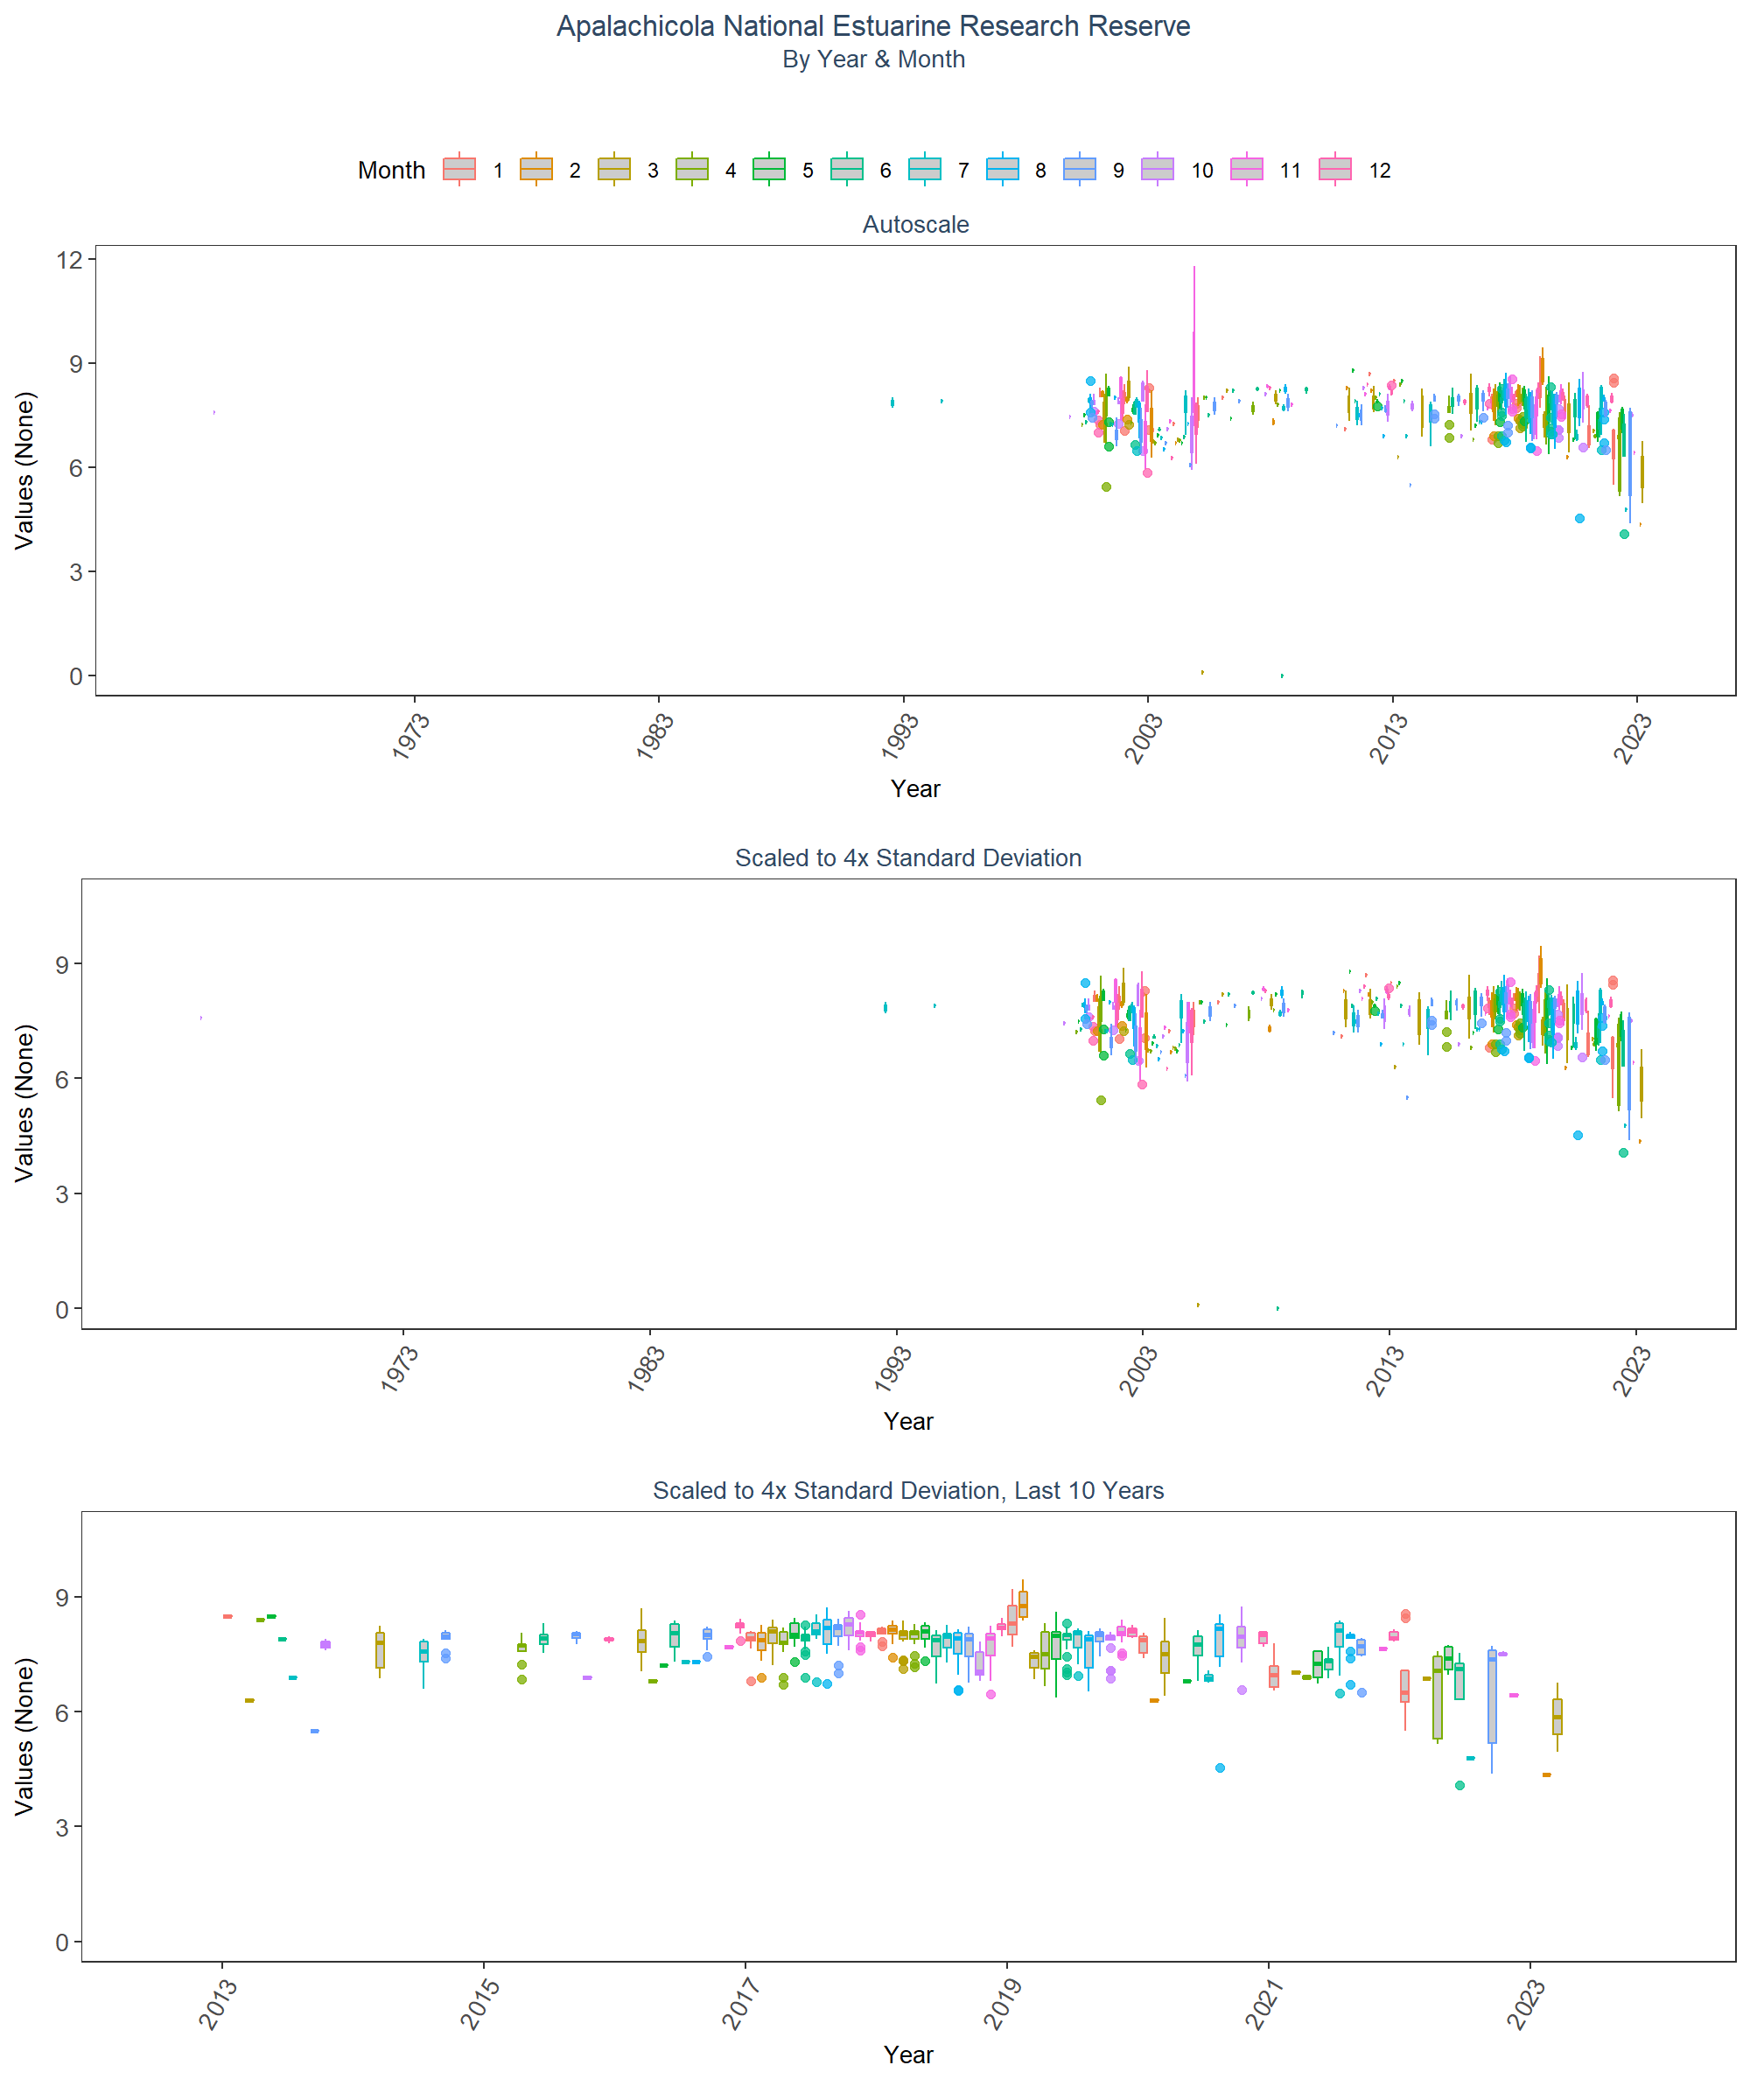 Apalachicola National Estuarine Research Reserve
By Year & Month
Month 1 2 3 4 5 6 7 8 9 10 11 12
Autoscale
12
9
6
3
0
Values (None)
1973 1983 1993 2003 2013 2023
Year
Scaled to 4x Standard Deviation
9
6
3
0
Values (None)
1973 1983 1993 2003 2013 2023
Year
Scaled to 4x Standard Deviation, Last 10 Years
9
6
3
0
Values (None)
2013 2015 2017 2019 2021 2023
Year